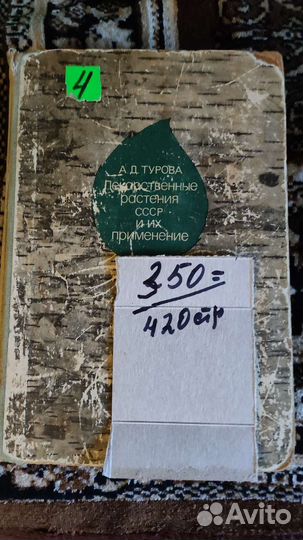 4
А.Д. ТУРОВА
Лекарственные
растения
СССР
и их
применение
350=
420стр
Avito